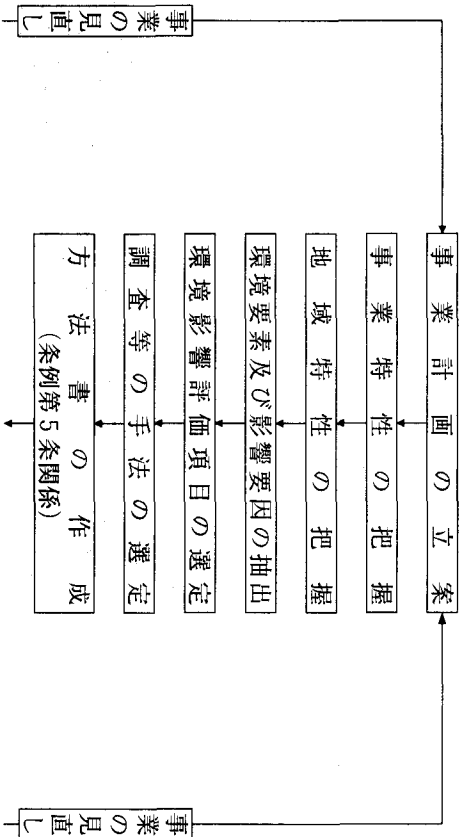 事業計画の立案
事業特性の把握
地域特性の把握
環境要素及び影響要因の抽出
環境影響評価項目の選定
調査等の手法の選定
方法書の作成
(条例第5条関係)
事業の見直し
事業の見直し